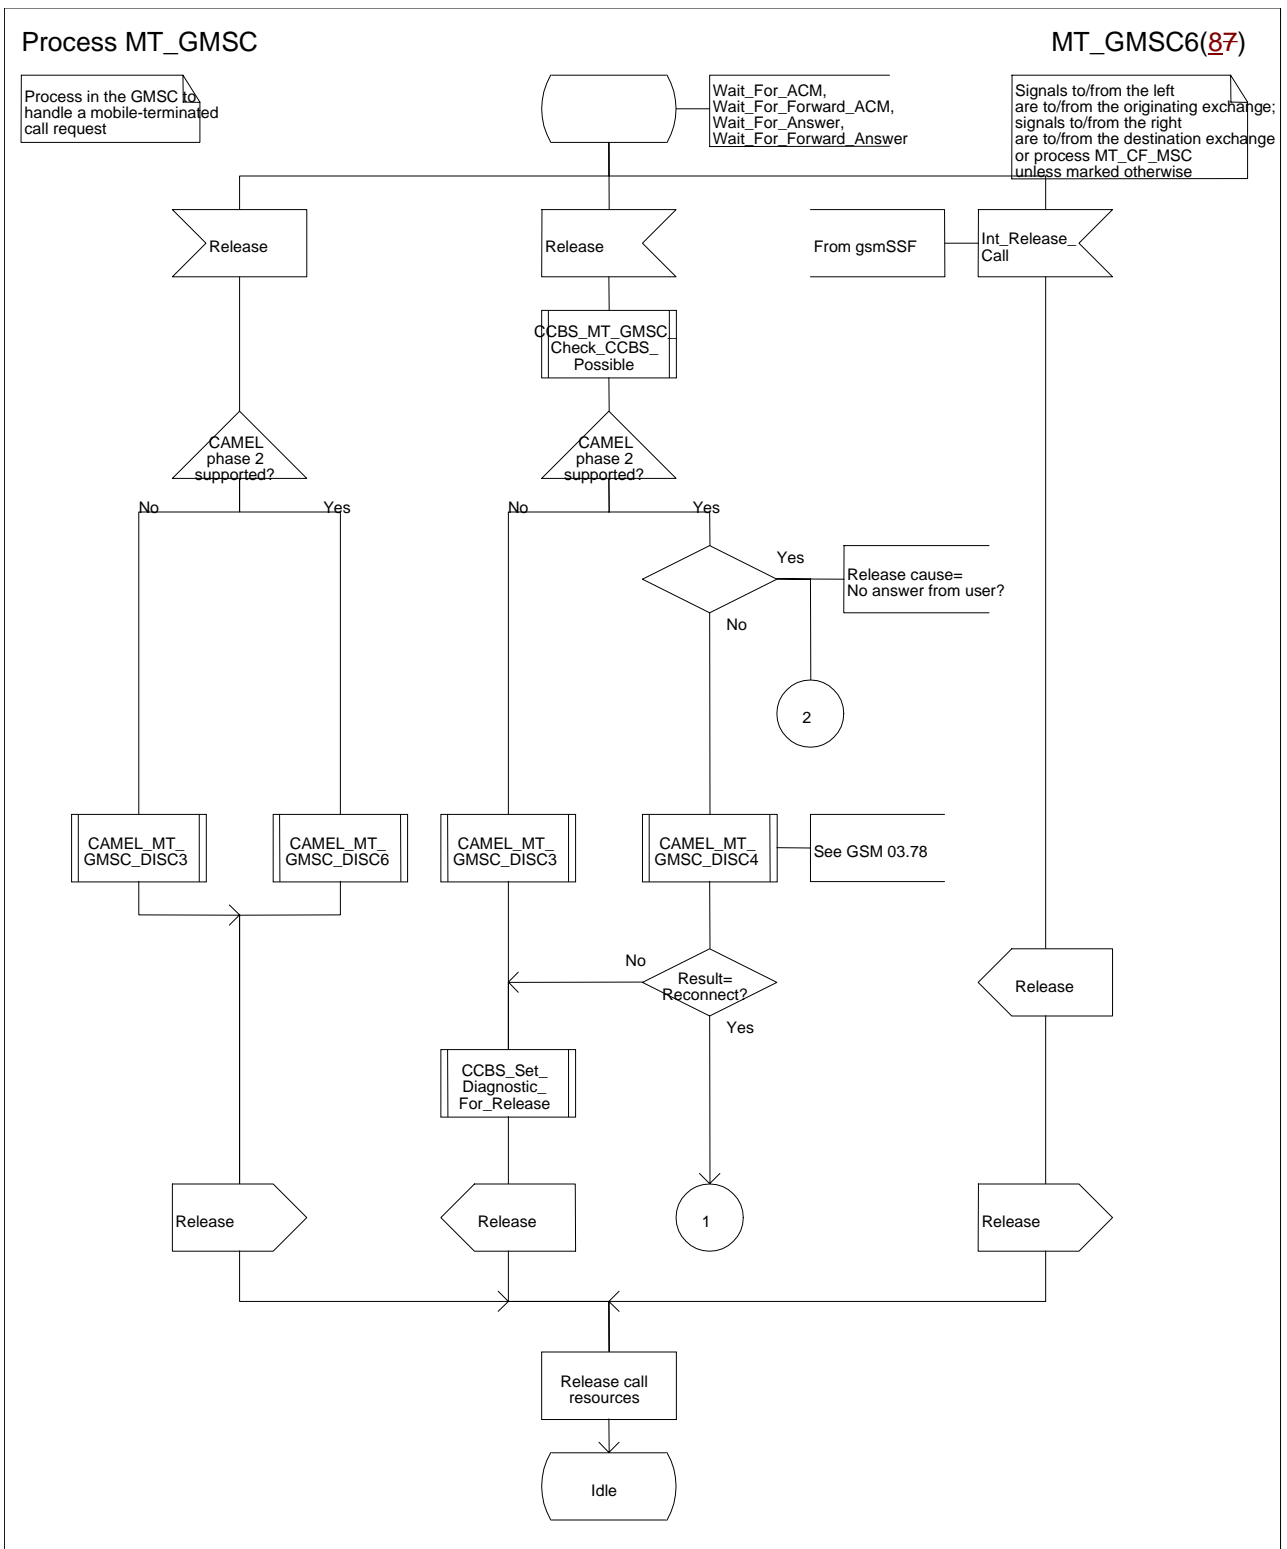 Process MT_GMSC
MT_GMSC6(87)
Process in the GMSC to
handle a mobile-terminated
call request
Wait_For_ACM,
Wait_For_Forward_ACM,
Wait_For_Answer,
Wait_For_Forward_Answer
Signals to/from the left
are to/from the originating exchange;
signals to/from the right
are to/from the destination exchange
or process MT_CF_MSC
unless marked otherwise
Release
Release
From gsmSSF
Int_Release_
Call
CCBS_MT_GMSC_
Check_CCBS_
Possible
CAMEL
phase 2
supported?
CAMEL
phase 2
supported?
No
Yes
No
Yes
Yes
Release cause=
No answer from user?
No
2
CAMEL_MT_
GMSC_DISC3
CAMEL_MT_
GMSC_DISC6
CAMEL_MT_
GMSC_DISC3
CAMEL_MT_
GMSC_DISC4
See GSM 03.78
No
Result=
Reconnect?
Release
Yes
CCBS_Set_
Diagnostic_
For_Release
Release
Release
1
Release
Release call
resources
Idle